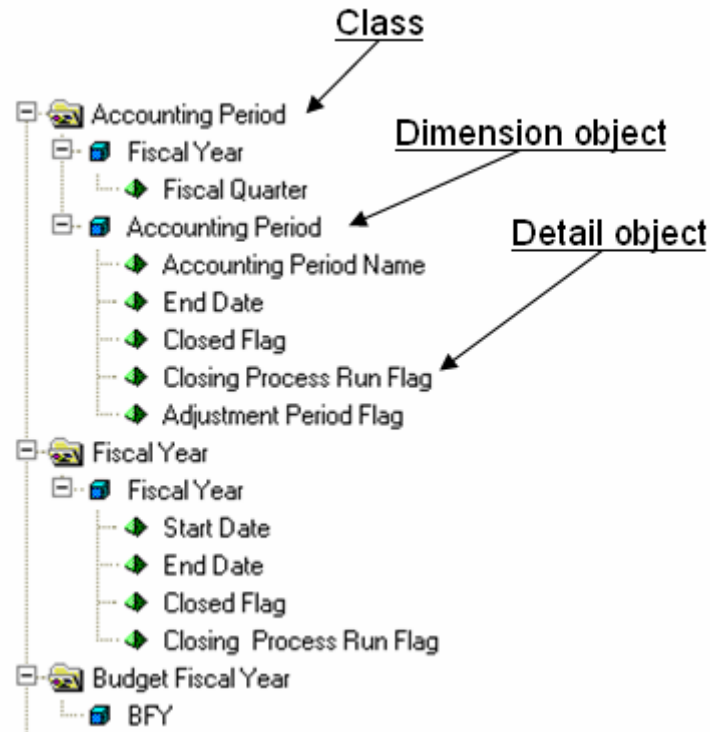 Class
Accounting Period
Dimension object
Fiscal Year
Fiscal Quarter
Accounting Period
Detail object
Accounting Period Name
End Date
Closed Flag
Closing Process Run Flag
Adjustment Period Flag
Fiscal Year
Fiscal Year
Start Date
End Date
Closed Flag
Closing Process Run Flag
Budget Fiscal Year
BFY